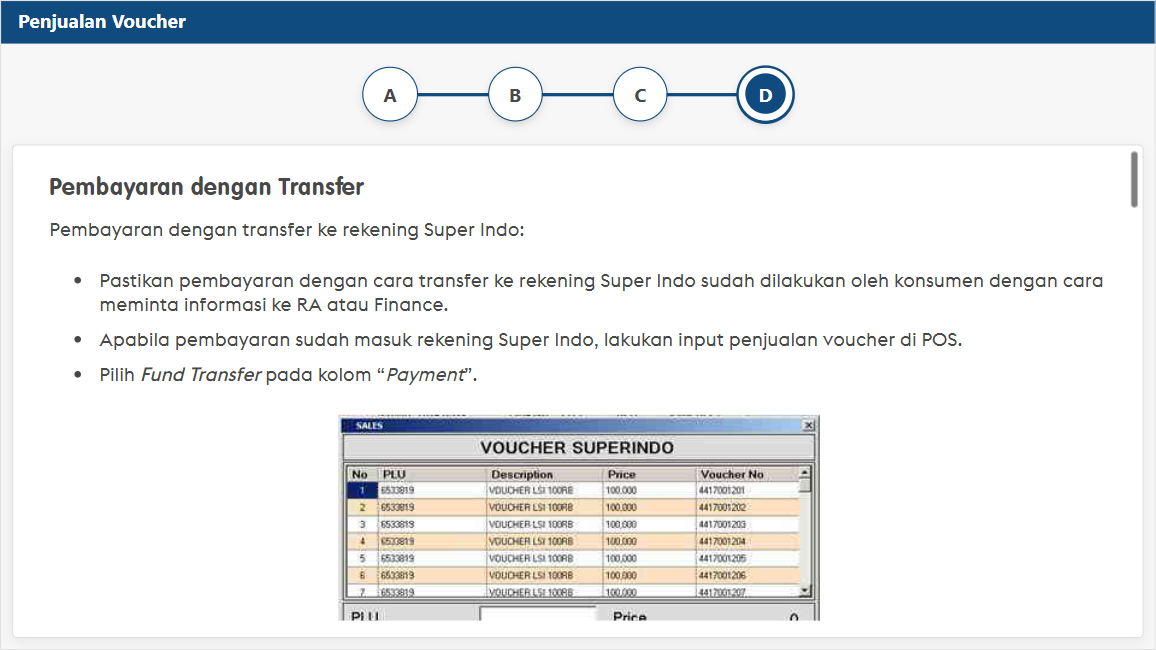 Penjualan Voucher
A B C D
Pembayaran dengan Transfer
Pembayaran dengan transfer ke rekening Super Indo:
• Pastikan pembayaran dengan cara transfer ke rekening Super Indo sudah dilakukan oleh konsumen dengan cara
meminta informasi ke RA atau Finance.
• Apabila pembayaran sudah masuk rekening Super Indo, lakukan input penjualan voucher di POS.
• Pilih Fund Transfer pada kolom “Payment”.
SALES
VOUCHER SUPERINDO
No PLU Description Price Voucher No
1 6533819 VOUCHER LSI 100RB 100,000 4417001201
2 6533819 VOUCHER LSI 100RB 100,000 4417001202
3 6533819 VOUCHER LSI 100RB 100,000 4417001203
4 6533819 VOUCHER LSI 100RB 100,000 4417001204
5 6533819 VOUCHER LSI 100RB 100,000 4417001205
6 6533819 VOUCHER LSI 100RB 100,000 4417001206
7 6533819 VOUCHER LSI 100RB 100,000 4417001207
PLU Price 0